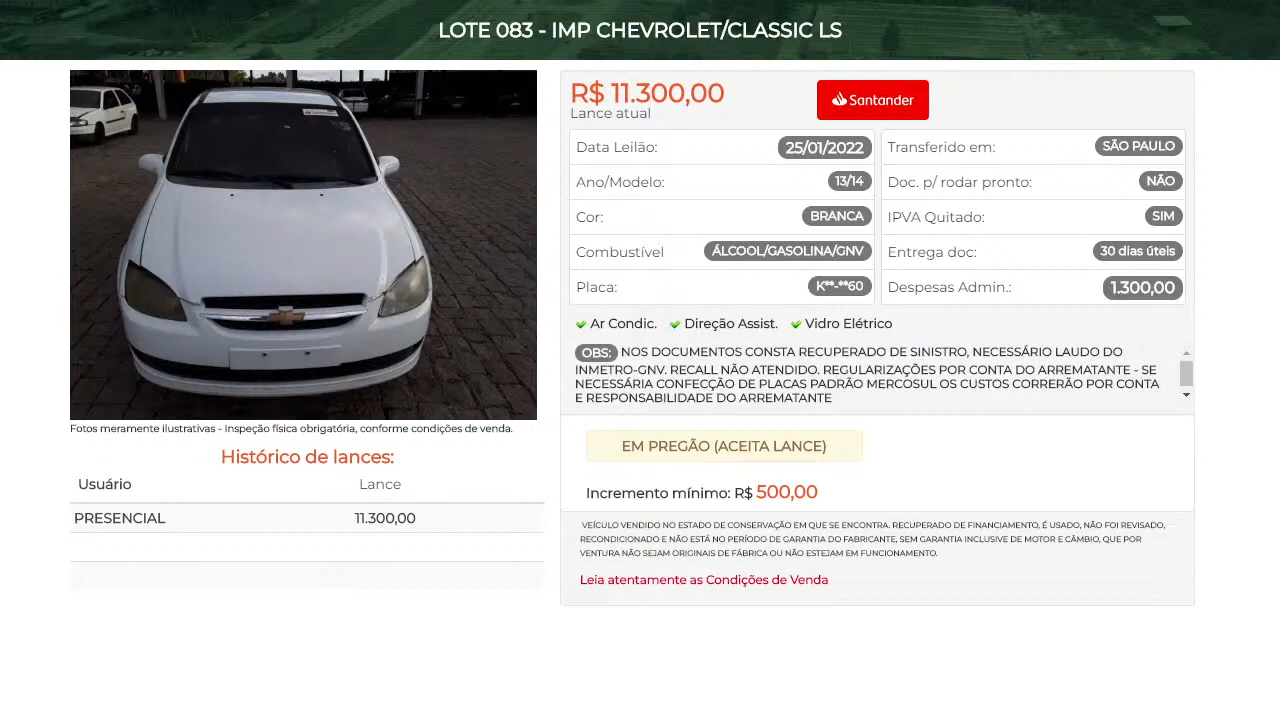 LOTE 083 - IMP CHEVROLET/CLASSIC LS
R$ 11.300,00
Lance atual
Santander
Data Leilão: 25/01/2022
Ano/Modelo: 13/14
Cor: BRANCA
Combustível ÁLCOOL/GASOLINA/GNV
Placa: K**-**60
Transferido em: SÃO PAULO
Doc. p/ rodar pronto: NÃO
IPVA Quitado: SIM
Entrega doc: 30 dias úteis
Despesas Admin.: 1.300,00
Ar Condic. Direção Assist. Vidro Elétrico
OBS: NOS DOCUMENTOS CONSTA RECUPERADO DE SINISTRO, NECESSÁRIO LAUDO DO
INMETRO-GNV. RECALL NÃO ATENDIDO. REGULARIZAÇÕES POR CONTA DO ARREMATANTE - SE
NECESSÁRIA CONFECÇÃO DE PLACAS PADRÃO MERCOSUL OS CUSTOS CORRERÃO POR CONTA
E RESPONSABILIDADE DO ARREMATANTE
Fotos meramente ilustrativas - Inspeção física obrigatória, conforme condições de venda.
Histórico de lances:
Usuário Lance
PRESENCIAL 11.300,00
EM PREGÃO (ACEITA LANCE)
Incremento mínimo: R$ 500,00
VEÍCULO VENDIDO NO ESTADO DE CONSERVAÇÃO EM QUE SE ENCONTRA. RECUPERADO DE FINANCIAMENTO, É USADO, NÃO FOI REVISADO,
RECONDICIONADO E NÃO ESTÁ NO PERÍODO DE GARANTIA DO FABRICANTE, SEM GARANTIA INCLUSIVE DE MOTOR E CÂMBIO, QUE POR
VENTURA NÃO SEJAM ORIGINAIS DE FÁBRICA OU NÃO ESTEJAM EM FUNCIONAMENTO.
Leia atentamente as Condições de Venda